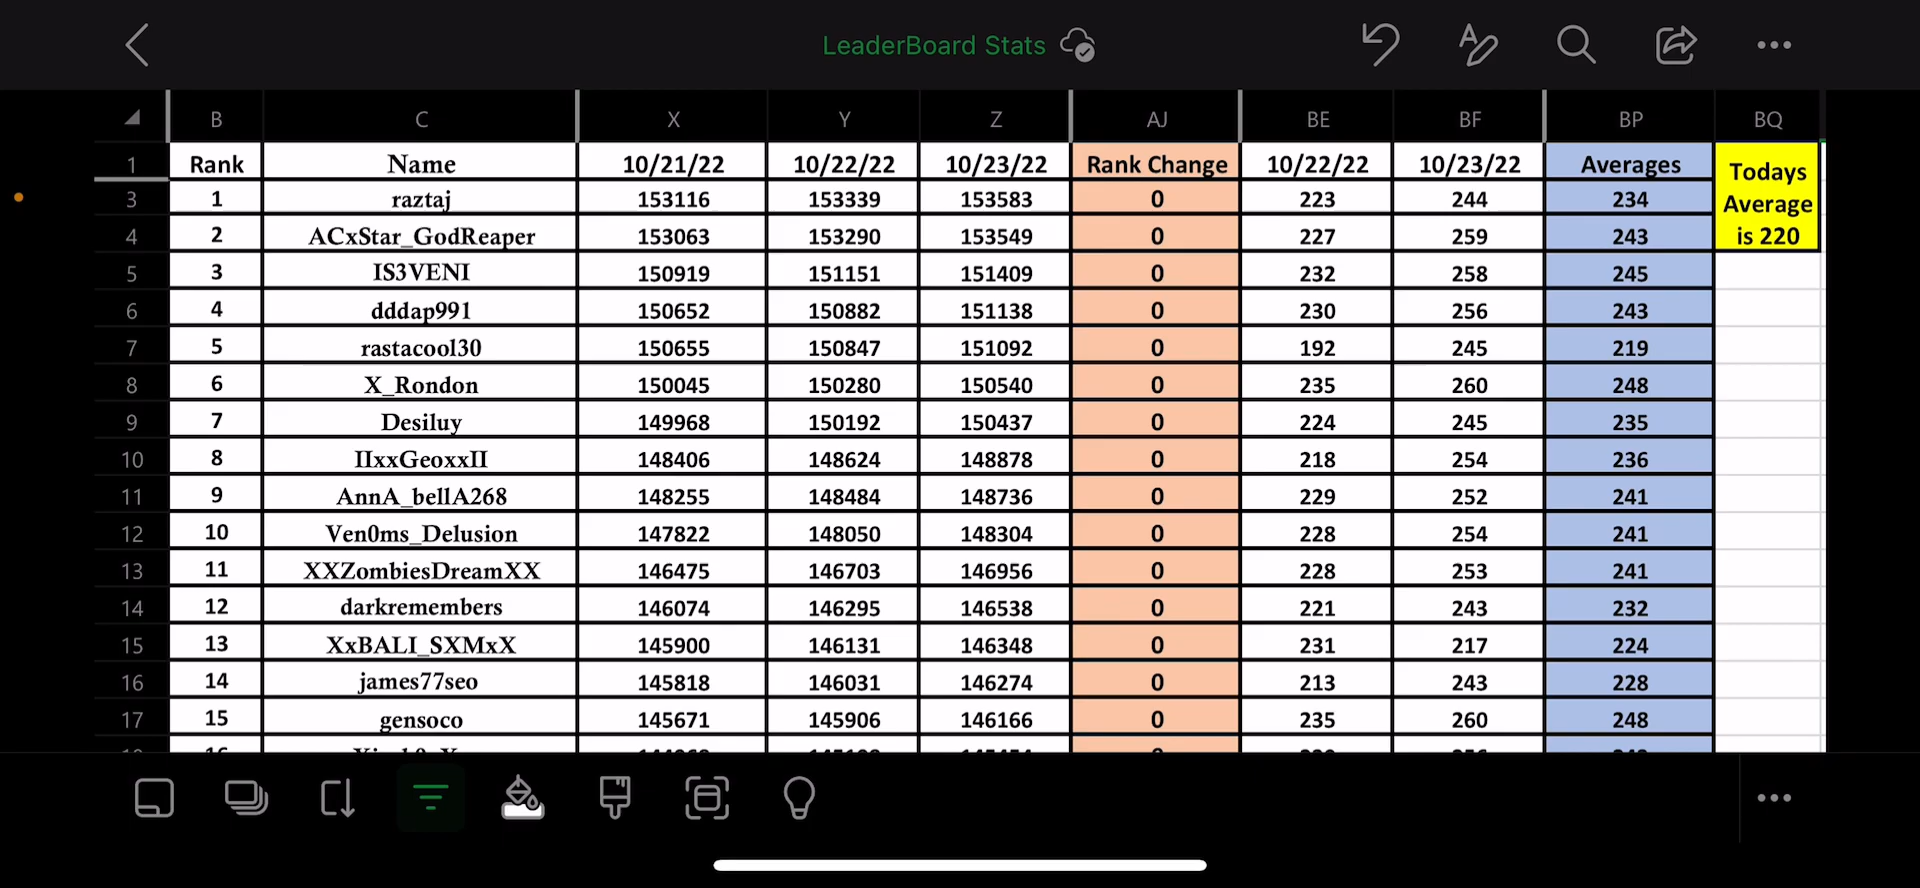 LeaderBoard Stats
B C X Y Z AJ BE BF BP BQ
1 Rank Name 10/21/22 10/22/22 10/23/22 Rank Change 10/22/22 10/23/22 Averages Todays Average is 220
3 1 raztaj 153116 153339 153583 0 223 244 234
4 2 ACxStar_GodReaper 153063 153290 153549 0 227 259 243
5 3 IS3VENI 150919 151151 151409 0 232 258 245
6 4 dddap991 150652 150882 151138 0 230 256 243
7 5 rastacool30 150655 150847 151092 0 192 245 219
8 6 X_Rondon 150045 150280 150540 0 235 260 248
9 7 Desiluy 149968 150192 150437 0 224 245 235
10 8 IIxxGeoxxII 148406 148624 148878 0 218 254 236
11 9 AnnA_bellA268 148255 148484 148736 0 229 252 241
12 10 Ven0ms_Delusion 147822 148050 148304 0 228 254 241
13 11 XXZombiesDreamXX 146475 146703 146956 0 228 253 241
14 12 darkremembers 146074 146295 146538 0 221 243 232
15 13 XxBALI_SXMxX 145900 146131 146348 0 231 217 224
16 14 james77seo 145818 146031 146274 0 213 243 228
17 15 gensoco 145671 145906 146166 0 235 260 248